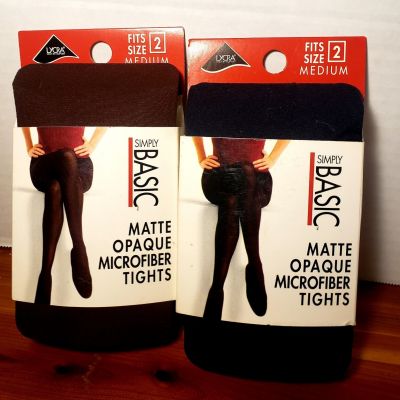 LYCRA
FITS
SIZE 2
MEDIUM
SIMPLY
BASIC
MATTE
OPAQUE
MICROFIBER
TIGHTS
LYCRA
FITS
SIZE 2
MEDIUM
SIMPLY
BASIC
MATTE
OPAQUE
MICROFIBER
TIGHTS